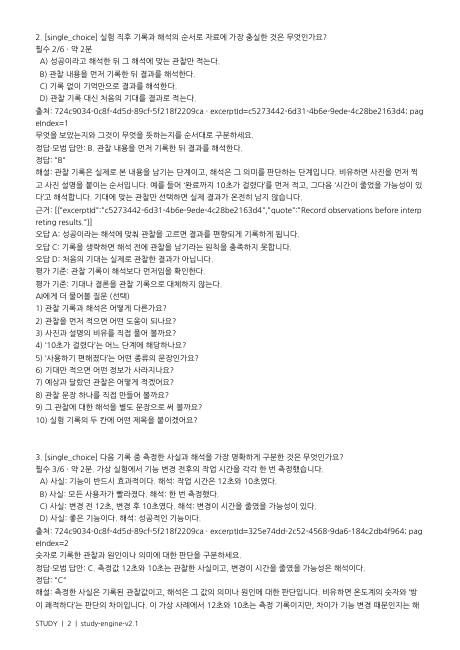 2. [single_choice] 실험 직후 기록과 해석의 순서로 자료에 가장 충실한 것은 무엇인가요?
필수 2/6 · 약 2분
A) 성공이라고 해석한 뒤 그 해석에 맞는 관찰만 적는다.
B) 관찰 내용을 먼저 기록한 뒤 결과를 해석한다.
C) 기록 없이 기억만으로 결과를 해석한다.
D) 관찰 기록 대신 처음의 기대를 결과로 적는다.
출처: 724c9034-0c8f-4d5d-89cf-5f218f2209ca · excerptId=c5273442-6d31-4b6e-9ede-4c28be2163d4; pag
eIndex=1
무엇을 보았는지와 그것이 무엇을 뜻하는지를 순서대로 구분하세요.
정답·모범 답안: B. 관찰 내용을 먼저 기록한 뒤 결과를 해석한다.
정답: "B"
해설: 관찰 기록은 실제로 본 내용을 남기는 단계이고, 해석은 그 의미를 판단하는 단계입니다. 비유하면 사진을 먼저 찍
고 사진 설명을 붙이는 순서입니다. 예를 들어 ‘완료까지 10초가 걸렸다’를 먼저 적고, 그다음 ‘시간이 줄었을 가능성이 있
다’고 해석합니다. 기대에 맞는 관찰만 선택하면 실제 결과가 온전히 남지 않습니다.
근거: [{"excerptId":"c5273442-6d31-4b6e-9ede-4c28be2163d4","quote":"Record observations before interp
reting results."}]
오답 A: 성공이라는 해석에 맞춰 관찰을 고르면 결과를 편향되게 기록하게 됩니다.
오답 C: 기록을 생략하면 해석 전에 관찰을 남기라는 원칙을 충족하지 못합니다.
오답 D: 처음의 기대는 실제로 관찰한 결과가 아닙니다.
평가 기준: 관찰 기록이 해석보다 먼저임을 확인한다.
평가 기준: 기대나 결론을 관찰 기록으로 대체하지 않는다.
AI에게 더 물어볼 질문 (선택)
1) 관찰 기록과 해석은 어떻게 다른가요?
2) 관찰을 먼저 적으면 어떤 도움이 되나요?
3) 사진과 설명의 비유를 직접 풀어 볼까요?
4) ‘10초가 걸렸다’는 어느 단계에 해당하나요?
5) ‘사용하기 편해졌다’는 어떤 종류의 문장인가요?
6) 기대만 적으면 어떤 정보가 사라지나요?
7) 예상과 달랐던 관찰은 어떻게 적겠어요?
8) 관찰 문장 하나를 직접 만들어 볼까요?
9) 그 관찰에 대한 해석을 별도 문장으로 써 볼까요?
10) 실험 기록의 두 칸에 어떤 제목을 붙이겠어요?
3. [single_choice] 다음 기록 중 측정한 사실과 해석을 가장 명확하게 구분한 것은 무엇인가요?
필수 3/6 · 약 2분. 가상 실험에서 기능 변경 전후의 작업 시간을 각각 한 번 측정했습니다.
A) 사실: 기능이 반드시 효과적이다. 해석: 작업 시간은 12초와 10초였다.
B) 사실: 모든 사용자가 빨라졌다. 해석: 한 번 측정했다.
C) 사실: 변경 전 12초, 변경 후 10초였다. 해석: 변경이 시간을 줄였을 가능성이 있다.
D) 사실: 좋은 기능이다. 해석: 성공적인 기능이다.
출처: 724c9034-0c8f-4d5d-89cf-5f218f2209ca · excerptId=325e74dd-2c52-4568-9da6-184c2db4f964; pag
eIndex=2
숫자로 기록한 관찰과 원인이나 의미에 대한 판단을 구분하세요.
정답·모범 답안: C. 측정값 12초와 10초는 관찰한 사실이고, 변경이 시간을 줄였을 가능성은 해석이다.
정답: "C"
해설: 측정한 사실은 기록된 관찰값이고, 해석은 그 값의 의미나 원인에 대한 판단입니다. 비유하면 온도계의 숫자와 ‘방
이 쾌적하다’는 판단의 차이입니다. 이 가상 사례에서 12초와 10초는 측정 기록이지만, 차이가 기능 변경 때문인지는 해
STUDY | 2 | study-engine-v2.1